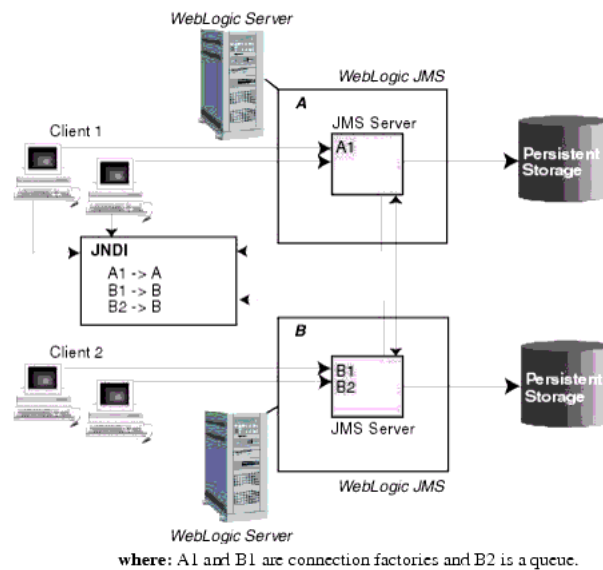 WebLogic Server
WebLogic JMS
A
JMS Server
Client 1
A1
Persistent
Storage
JNDI
A1 -> A
B1 -> B
B2 -> B
B
Client 2
B1
B2
Persistent
Storage
JMS Server
WebLogic JMS
WebLogic Server
where: A1 and B1 are connection factories and B2 is a queue.